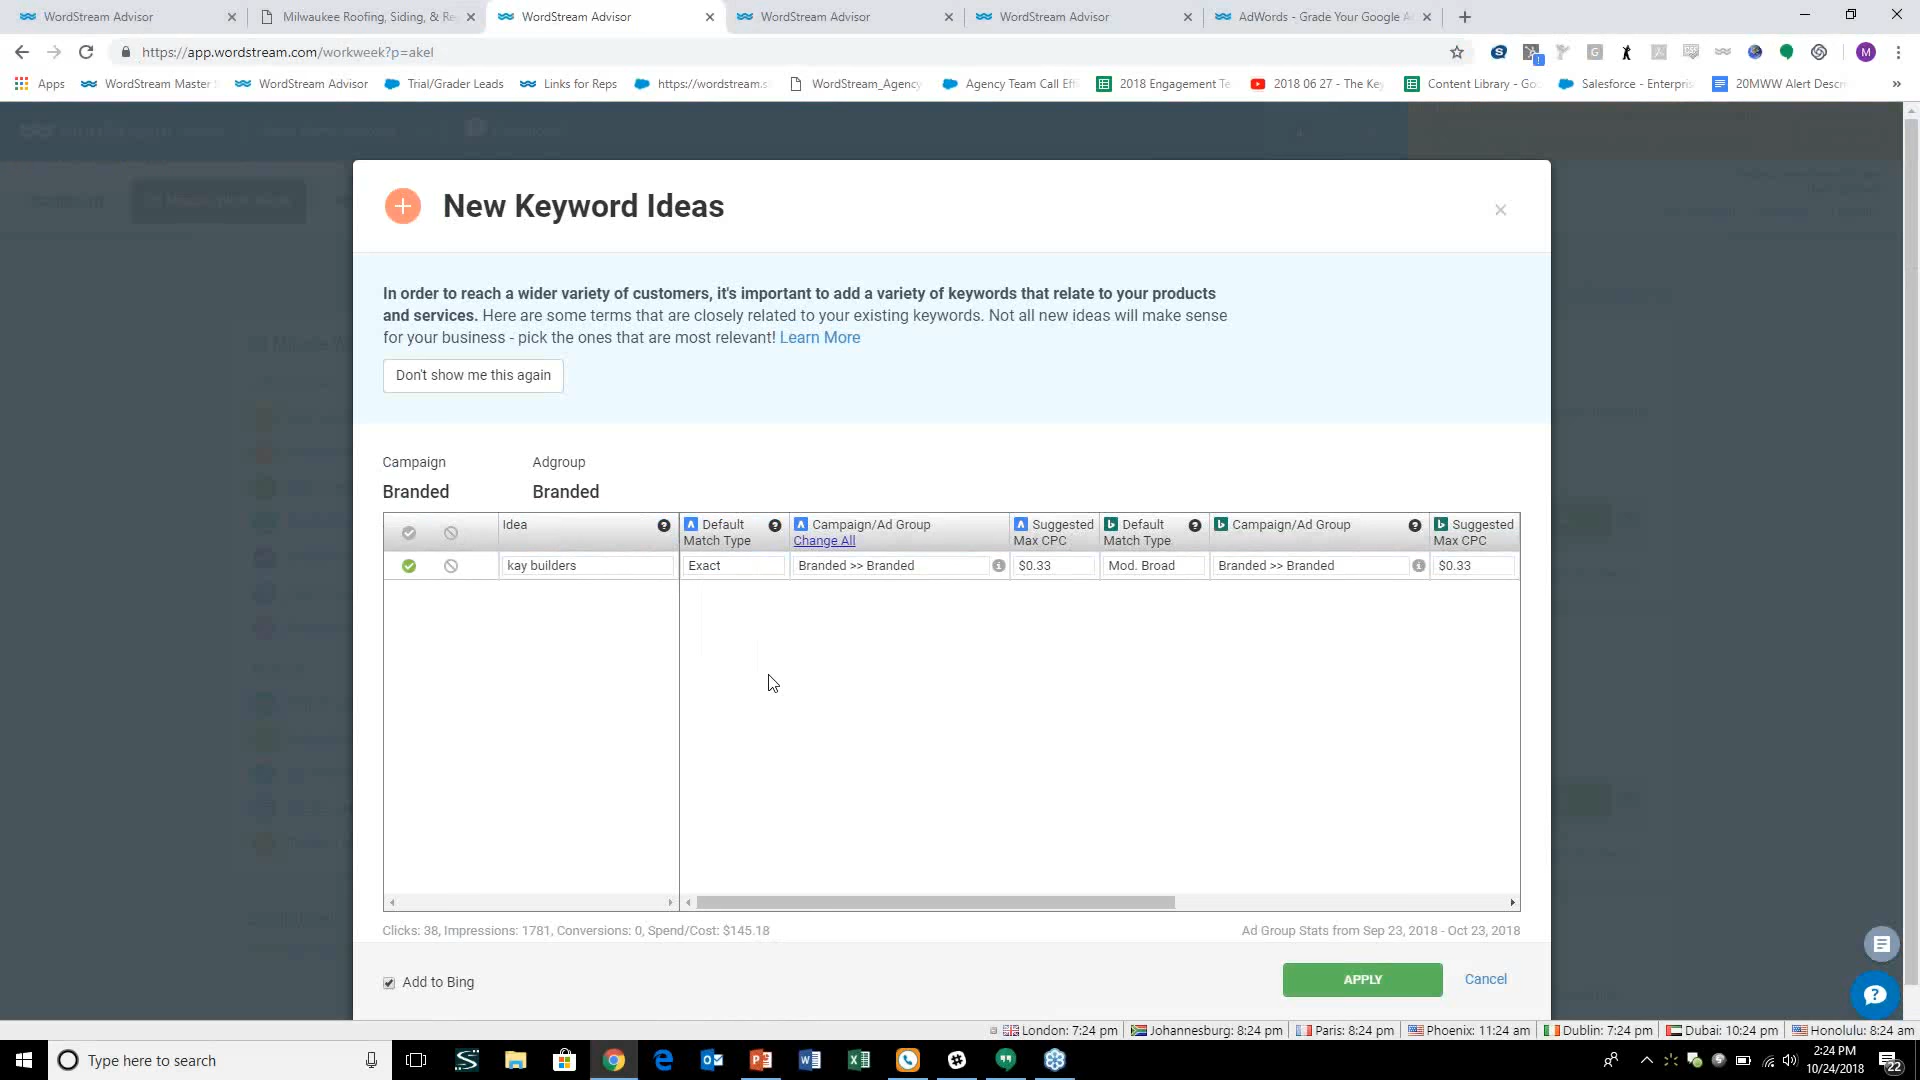 WordStream Advisor
Milwaukee Roofing, Siding, & Re
WordStream Advisor
WordStream Advisor
WordStream Advisor
AdWords - Grade Your Google A
https://app.wordstream.com/workweek?p=akel
M
Apps
WordStream Master
WordStream Advisor
Trial/Grader Leads
Links for Reps
https://wordstream.s
WordStream_Agency
Agency Team Call Effi
2018 Engagement Te
2018 06 27 - The Key
Content Library - Go
Salesforce - Enterpris
20MWW Alert Descri
New Keyword Ideas
In order to reach a wider variety of customers, it's important to add a variety of keywords that relate to your products
and services. Here are some terms that are closely related to your existing keywords. Not all new ideas will make sense
for your business - pick the ones that are most relevant! Learn More
Don't show me this again
Campaign Adgroup
Branded Branded
Idea Default Campaign/Ad Group Suggested Default Campaign/Ad Group Suggested
Match Type Change All Max CPC Match Type Max CPC
kay builders Exact Branded >> Branded $0.33 Mod. Broad Branded >> Branded $0.33
Clicks: 38, Impressions: 1781, Conversions: 0, Spend/Cost: $145.18 Ad Group Stats from Sep 23, 2018 - Oct 23, 2018
Add to Bing APPLY Cancel
London: 7:24 pm Johannesburg: 8:24 pm Paris: 8:24 pm Phoenix: 11:24 am Dublin: 7:24 pm Dubai: 10:24 pm Honolulu: 8:24 am
Type here to search
2:24 PM
10/24/2018
22